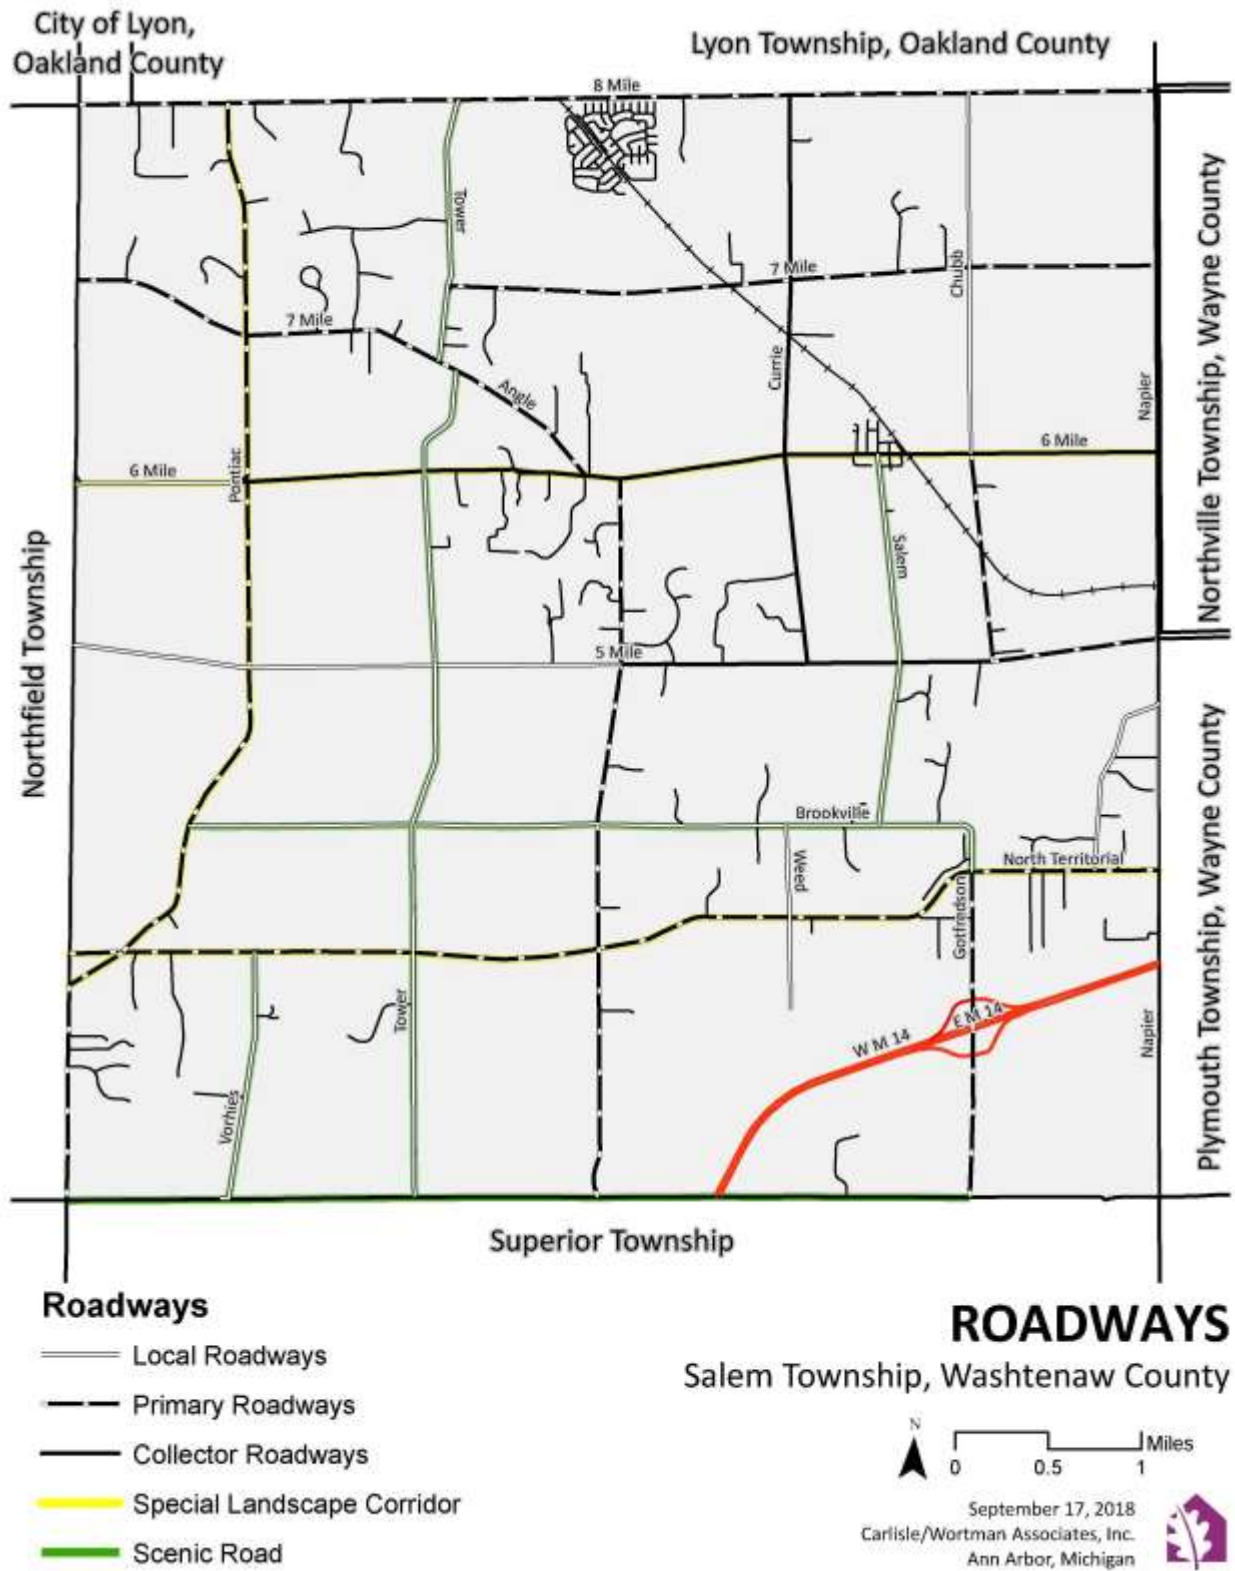 City of Lyon,
Oakland County
Lyon Township, Oakland County
8 Mile
Tower
7 Mile
Chubb
7 Mile
Currie
Angle
Napier
6 Mile
6 Mile
Pontiac
Salem
5 Mile
Northfield Township
Northville Township, Wayne County
Plymouth Township, Wayne County
Brookville
Weed
North Territorial
Gotfredson
Tower
E M 14
W M 14
Napier
Vorhies
Superior Township
Roadways
Local Roadways
Primary Roadways
Collector Roadways
Special Landscape Corridor
Scenic Road
ROADWAYS
Salem Township, Washtenaw County
N
Miles
0 0.5 1
September 17, 2018
Carlisle/Wortman Associates, Inc.
Ann Arbor, Michigan